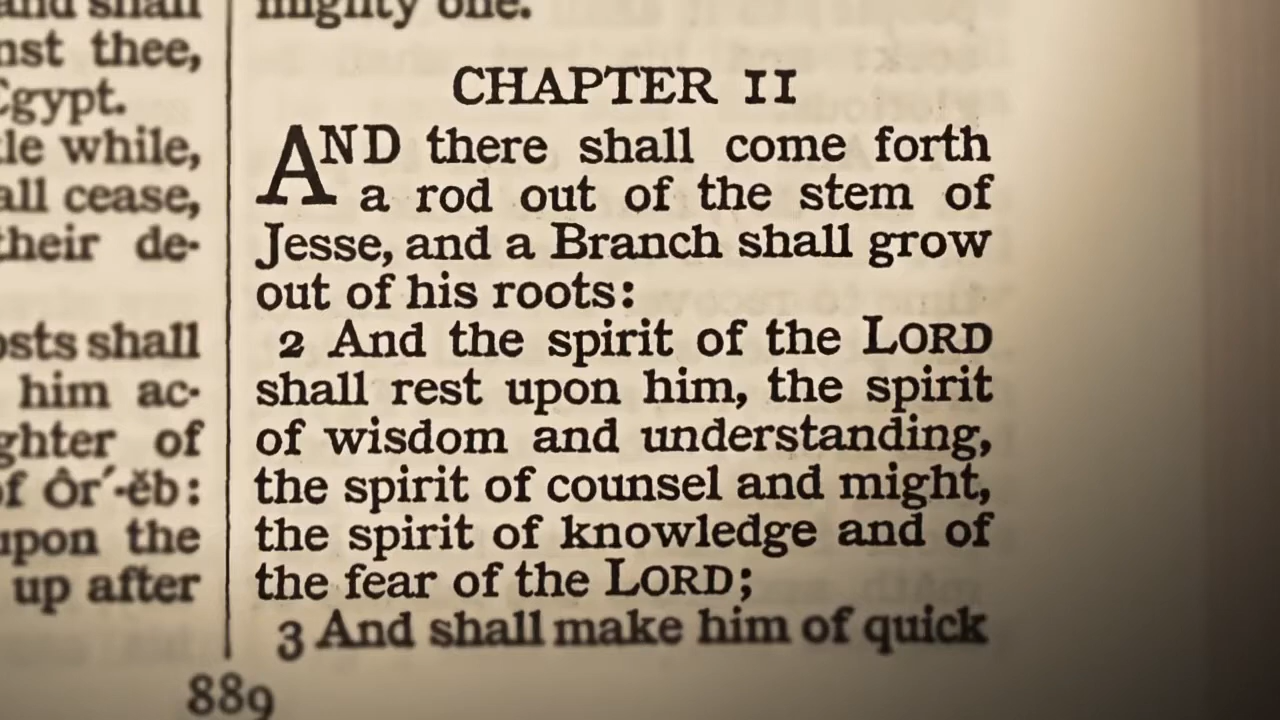 and shall
nst thee,
Egypt.
tle while,
all cease,
their de-
osts shall
him ac-
ghter of
of Ôr´-ĕb:
upon the
up after
mighty one.
CHAPTER 11
AND there shall come forth
a rod out of the stem of
Jesse, and a Branch shall grow
out of his roots:
2 And the spirit of the LORD
shall rest upon him, the spirit
of wisdom and understanding,
the spirit of counsel and might,
the spirit of knowledge and of
the fear of the LORD;
3 And shall make him of quick
889